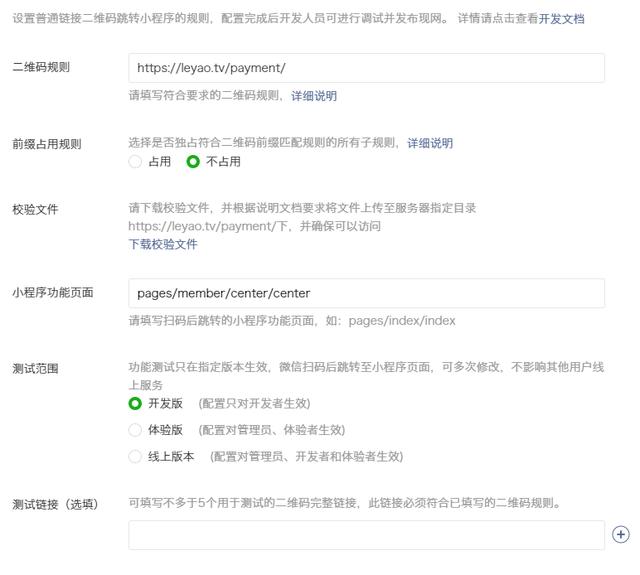 设置普通链接二维码跳转小程序的规则，配置完成后开发人员可进行调试并发布现网。 详情请点击查看开发文档
二维码规则
https://leyao.tv/payment/
请填写符合要求的二维码规则，详细说明
前缀占用规则
选择是否独占符合二维码前缀匹配规则的所有子规则，详细说明
占用 不占用
校验文件
请下载校验文件，并根据说明文档要求将文件上传至服务器指定目录
https://leyao.tv/payment/下，并确保可以访问
下载校验文件
小程序功能页面
pages/member/center/center
请填写扫码后跳转的小程序功能页面，如：pages/index/index
测试范围
功能测试只在指定版本生效，微信扫码后跳转至小程序页面，可多次修改，不影响其他用户线
上服务
开发版 (配置只对开发者生效)
体验版 (配置对管理员、体验者生效)
线上版本 (配置对管理员、开发者和体验者生效)
测试链接（选填）
可填写不多于5个用于测试的二维码完整链接，此链接必须符合已填写的二维码规则。